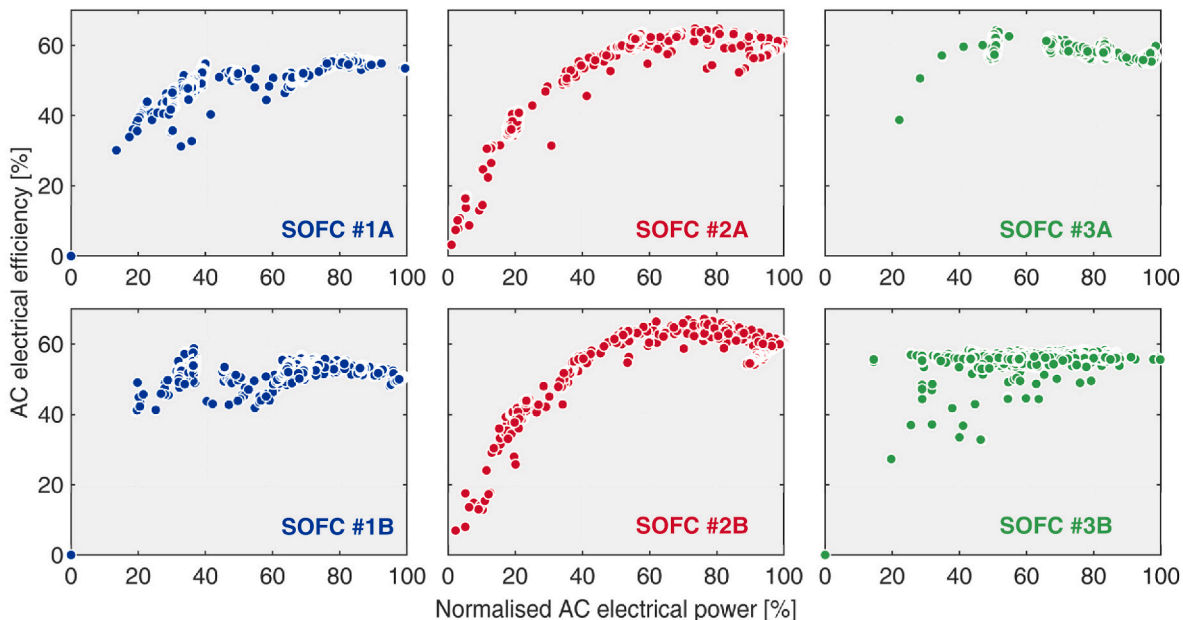 AC electrical efficiency [%]
60
40
20
0
SOFC #1A
SOFC #2A
SOFC #3A
0 20 40 60 80 100 0 20 40 60 80 100 0 20 40 60 80 100
60
40
20
0
SOFC #1B
SOFC #2B
SOFC #3B
0 20 40 60 80 100 0 20 40 60 80 100 0 20 40 60 80 100
Normalised AC electrical power [%]